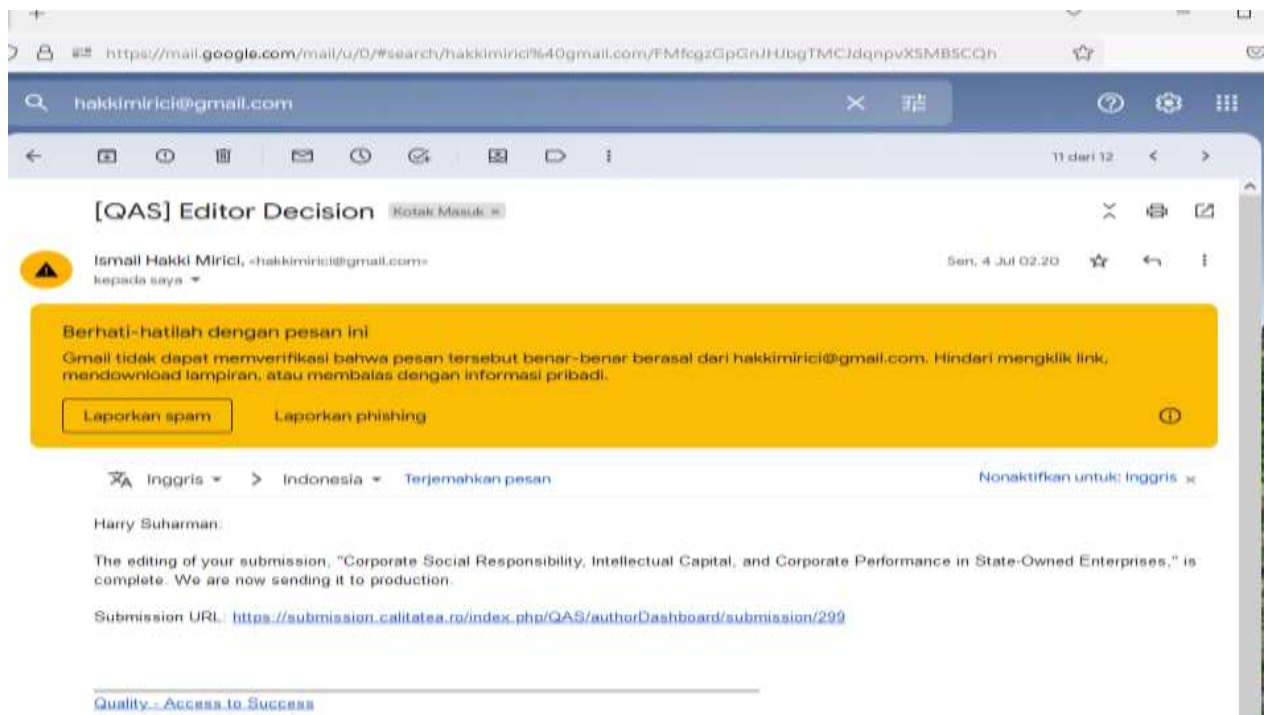 https://mail.google.com/mail/u/0/#search/hakkimirici%40gmail.com/FMfcgzGpGnJHJbgTMCJdqnpvXSMBSCQh
hakkimirici@gmail.com
11 dari 12
[QAS] Editor Decision Kotak Masuk ×
Ismail Hakki Mirici, <hakkimirici@gmail.com> Sen, 4 Jul 02.20
kepada saya
Berhati-hatilah dengan pesan ini
Gmail tidak dapat memverifikasi bahwa pesan tersebut benar-benar berasal dari hakkimirici@gmail.com. Hindari mengklik link,
mendownload lampiran, atau membalas dengan informasi pribadi.
Laporkan spam Laporkan phishing
Inggris > Indonesia Terjemahkan pesan Nonaktifkan untuk: Inggris ×
Harry Suharman:
The editing of your submission, "Corporate Social Responsibility, Intellectual Capital, and Corporate Performance in State-Owned Enterprises," is
complete. We are now sending it to production.
Submission URL: https://submission.calitatea.ro/index.php/QAS/authorDashboard/submission/299
Quality - Access to Success